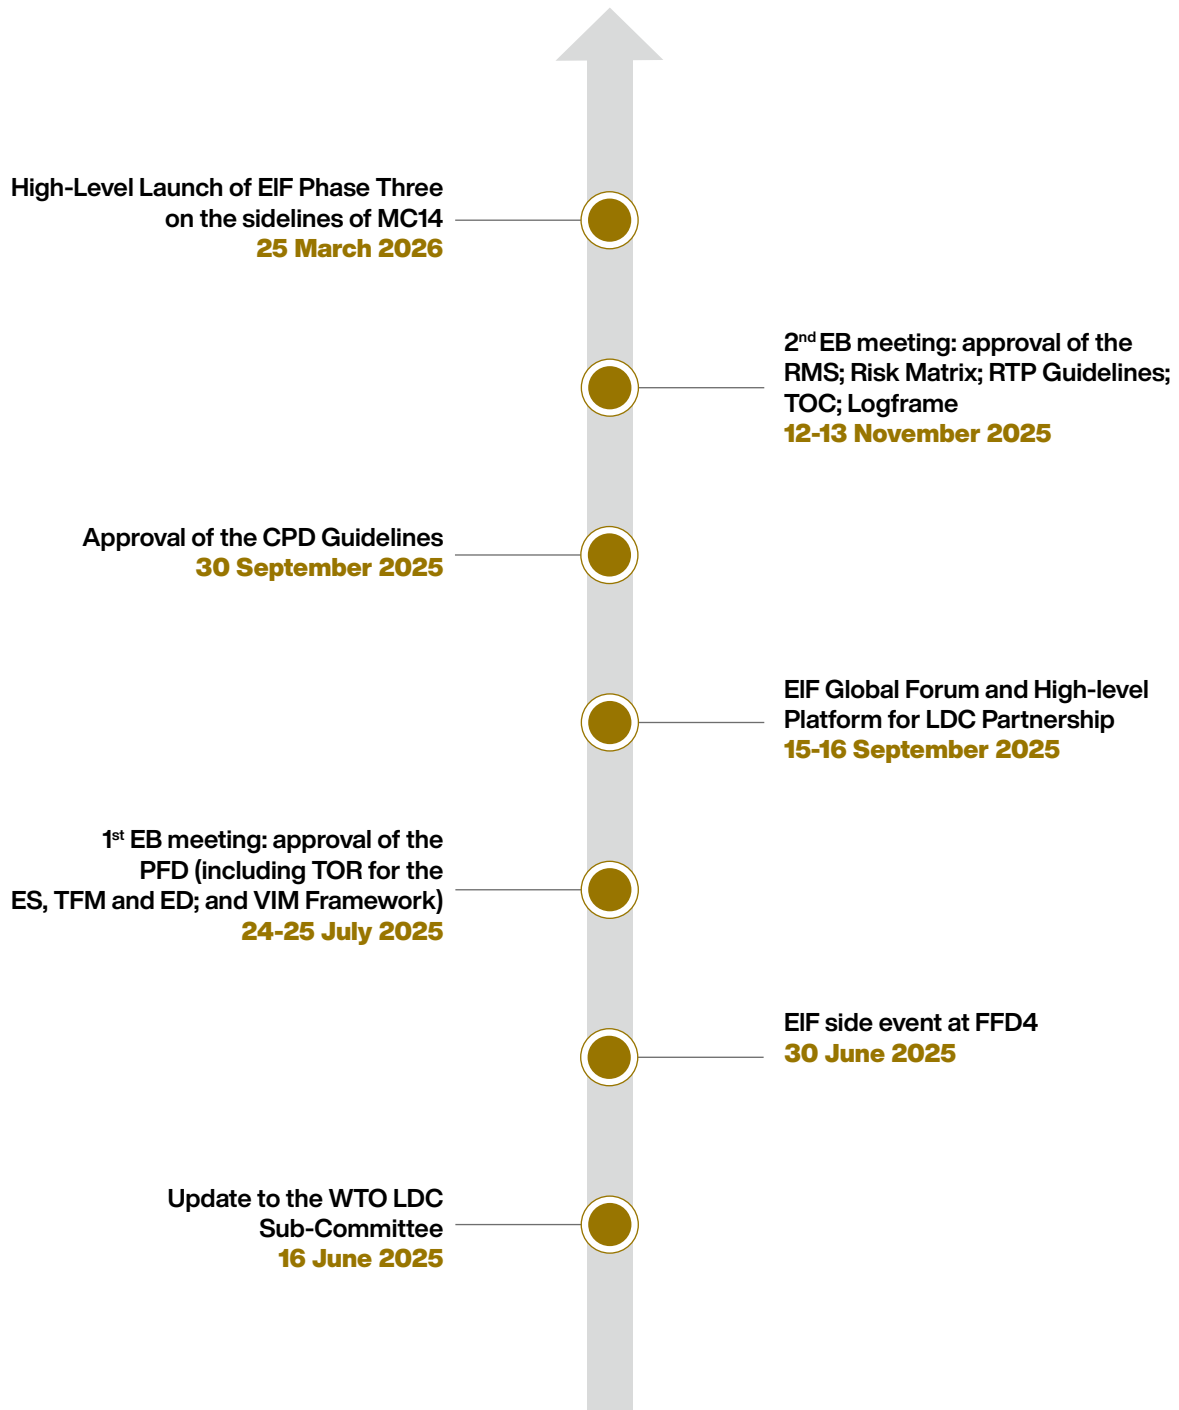 High-Level Launch of EIF Phase Three
on the sidelines of MC14
25 March 2026
2nd EB meeting: approval of the
RMS; Risk Matrix; RTP Guidelines;
TOC; Logframe
12-13 November 2025
Approval of the CPD Guidelines
30 September 2025
EIF Global Forum and High-level
Platform for LDC Partnership
15-16 September 2025
1st EB meeting: approval of the
PFD (including TOR for the
ES, TFM and ED; and VIM Framework)
24-25 July 2025
EIF side event at FFD4
30 June 2025
Update to the WTO LDC
Sub-Committee
16 June 2025